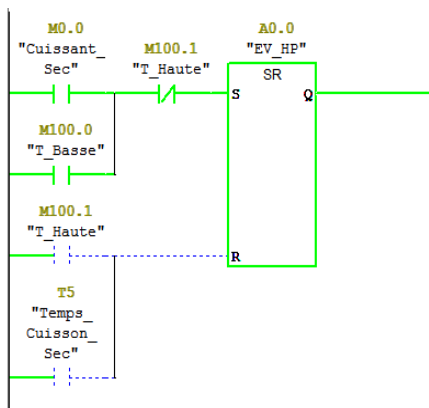 M0.0
"Cuissant_
Sec"
M100.1
"T_Haute"
A0.0
"EV_HP"
SR
S
Q
M100.0
"T_Basse"
M100.1
"T_Haute"
R
T5
"Temps_
Cuisson_
Sec"